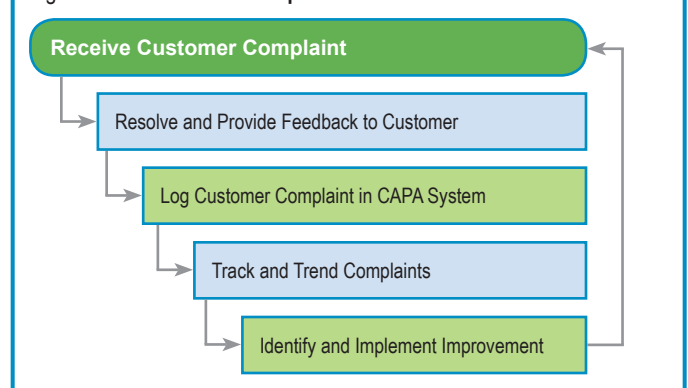 Receive Customer Complaint
Resolve and Provide Feedback to Customer
Log Customer Complaint in CAPA System
Track and Trend Complaints
Identify and Implement Improvement